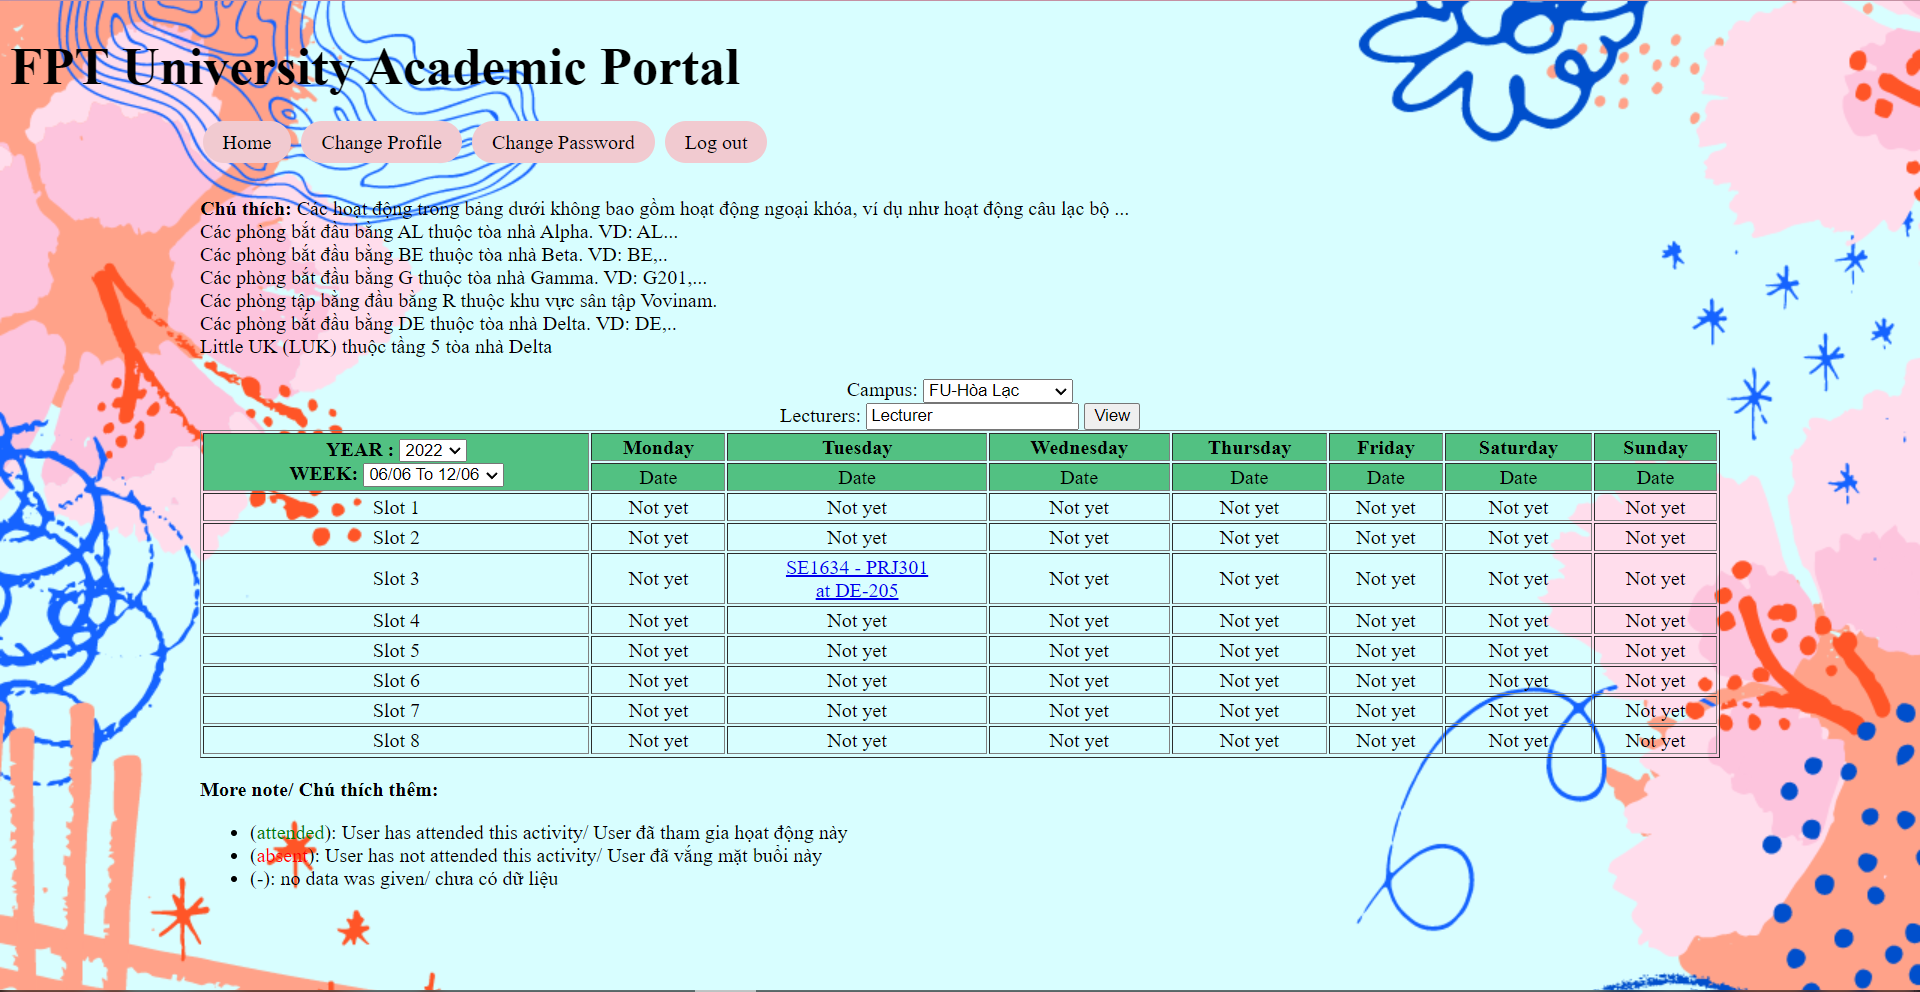 FPT University Academic Portal
Home Change Profile Change Password Log out
Chú thích: Các hoạt động trong bảng dưới không bao gồm hoạt động ngoại khóa, ví dụ như hoạt động câu lạc bộ ...
Các phòng bắt đầu bằng AL thuộc tòa nhà Alpha. VD: AL...
Các phòng bắt đầu bằng BE thuộc tòa nhà Beta. VD: BE,..
Các phòng bắt đầu bằng G thuộc tòa nhà Gamma. VD: G201,...
Các phòng tập bằng đầu bằng R thuộc khu vực sân tập Vovinam.
Các phòng bắt đầu bằng DE thuộc tòa nhà Delta. VD: DE,..
Little UK (LUK) thuộc tầng 5 tòa nhà Delta
Campus: FU-Hòa Lạc
Lecturers: Lecturer View
YEAR : 2022 Monday Tuesday Wednesday Thursday Friday Saturday Sunday
WEEK: 06/06 To 12/06 Date Date Date Date Date Date Date
Slot 1 Not yet Not yet Not yet Not yet Not yet Not yet Not yet
Slot 2 Not yet Not yet Not yet Not yet Not yet Not yet Not yet
Slot 3 Not yet SE1634 - PRJ301 at DE-205 Not yet Not yet Not yet Not yet Not yet
Slot 4 Not yet Not yet Not yet Not yet Not yet Not yet Not yet
Slot 5 Not yet Not yet Not yet Not yet Not yet Not yet Not yet
Slot 6 Not yet Not yet Not yet Not yet Not yet Not yet Not yet
Slot 7 Not yet Not yet Not yet Not yet Not yet Not yet Not yet
Slot 8 Not yet Not yet Not yet Not yet Not yet Not yet Not yet
More note/ Chú thích thêm:
• (attended): User has attended this activity/ User đã tham gia họat động này
• (absent): User has not attended this activity/ User đã vắng mặt buổi này
• (-): no data was given/ chưa có dữ liệu